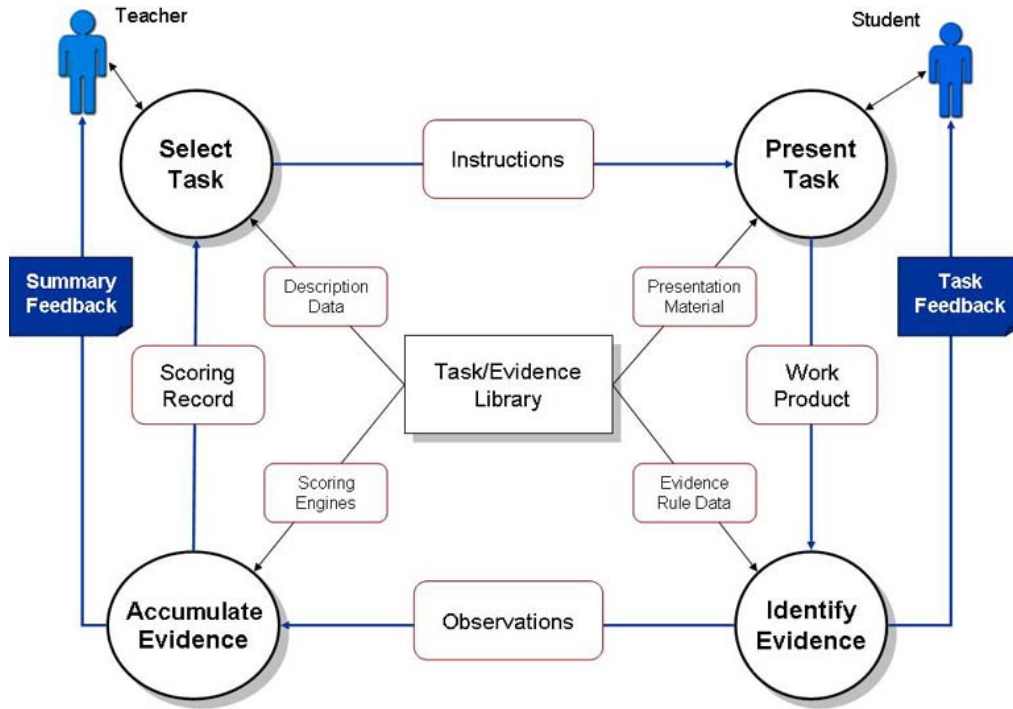 Teacher
Student
Select
Task
Instructions
Present
Task
Summary
Feedback
Description
Data
Presentation
Material
Task
Feedback
Scoring
Record
Task/Evidence
Library
Work
Product
Scoring
Engines
Evidence
Rule Data
Accumulate
Evidence
Observations
Identify
Evidence